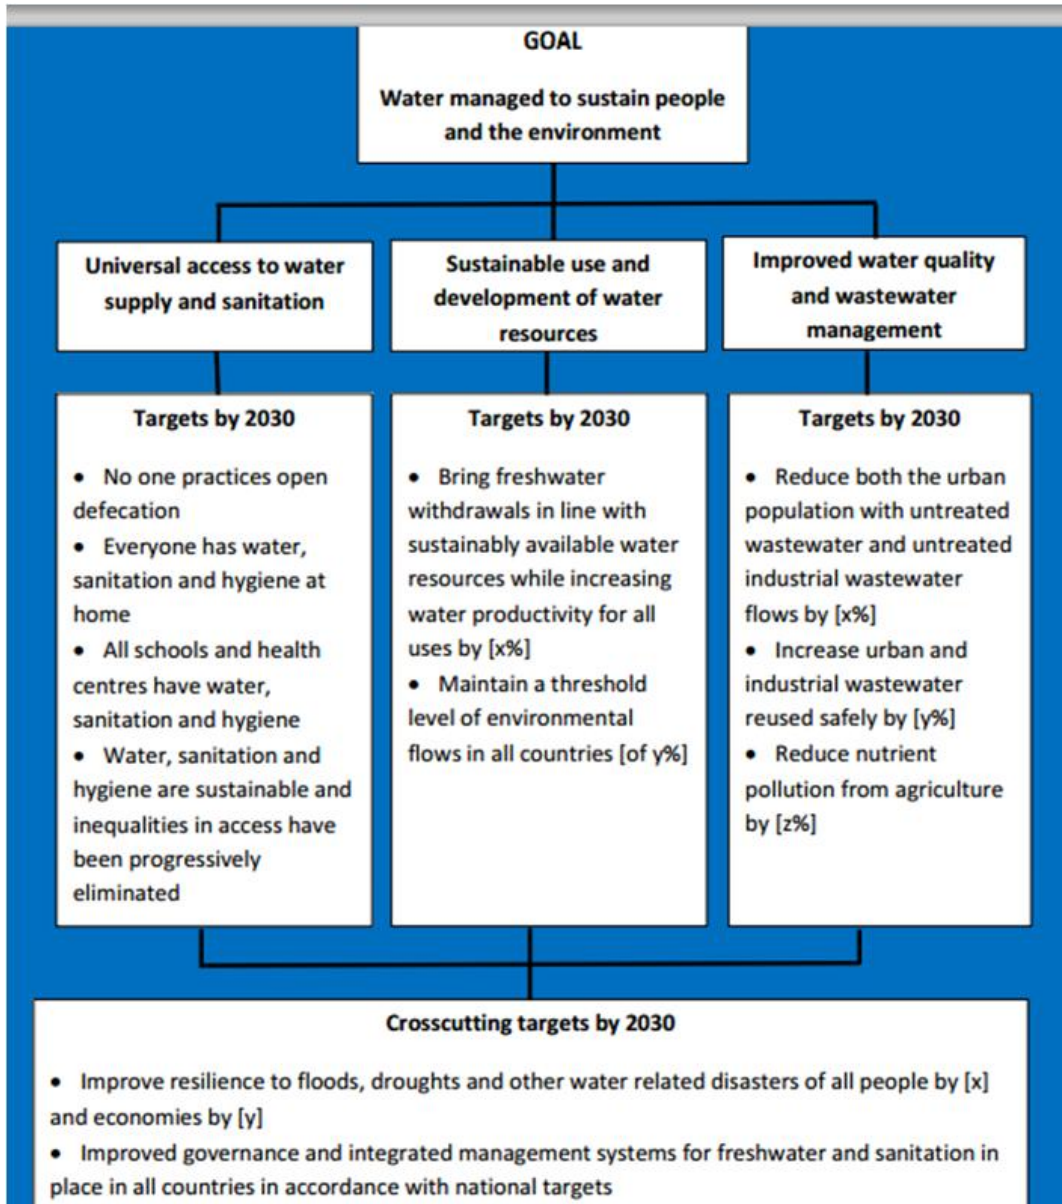 GOAL
Water managed to sustain people
and the environment
Universal access to water
supply and sanitation
Sustainable use and
development of water
resources
Improved water quality
and wastewater
management
Targets by 2030
• No one practices open
defecation
• Everyone has water,
sanitation and hygiene at
home
• All schools and health
centres have water,
sanitation and hygiene
• Water, sanitation and
hygiene are sustainable and
inequalities in access have
been progressively
eliminated
Targets by 2030
• Bring freshwater
withdrawals in line with
sustainably available water
resources while increasing
water productivity for all
uses by [x%]
• Maintain a threshold
level of environmental
flows in all countries [of y%]
Targets by 2030
• Reduce both the urban
population with untreated
wastewater and untreated
industrial wastewater
flows by [x%]
• Increase urban and
industrial wastewater
reused safely by [y%]
• Reduce nutrient
pollution from agriculture
by [z%]
Crosscutting targets by 2030
• Improve resilience to floods, droughts and other water related disasters of all people by [x]
and economies by [y]
• Improved governance and integrated management systems for freshwater and sanitation in
place in all countries in accordance with national targets